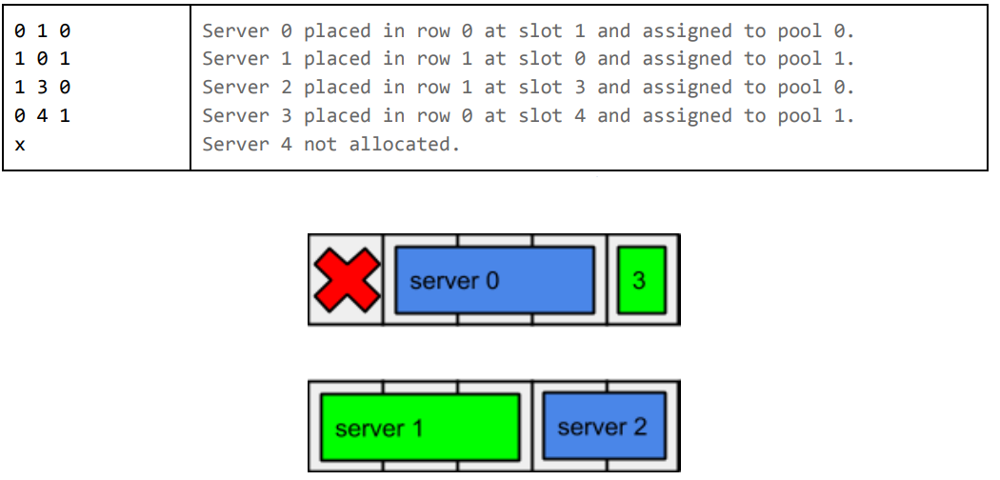 0 1 0 Server 0 placed in row 0 at slot 1 and assigned to pool 0.
1 0 1 Server 1 placed in row 1 at slot 0 and assigned to pool 1.
1 3 0 Server 2 placed in row 1 at slot 3 and assigned to pool 0.
0 4 1 Server 3 placed in row 0 at slot 4 and assigned to pool 1.
x Server 4 not allocated.
server 0 3
server 1 server 2